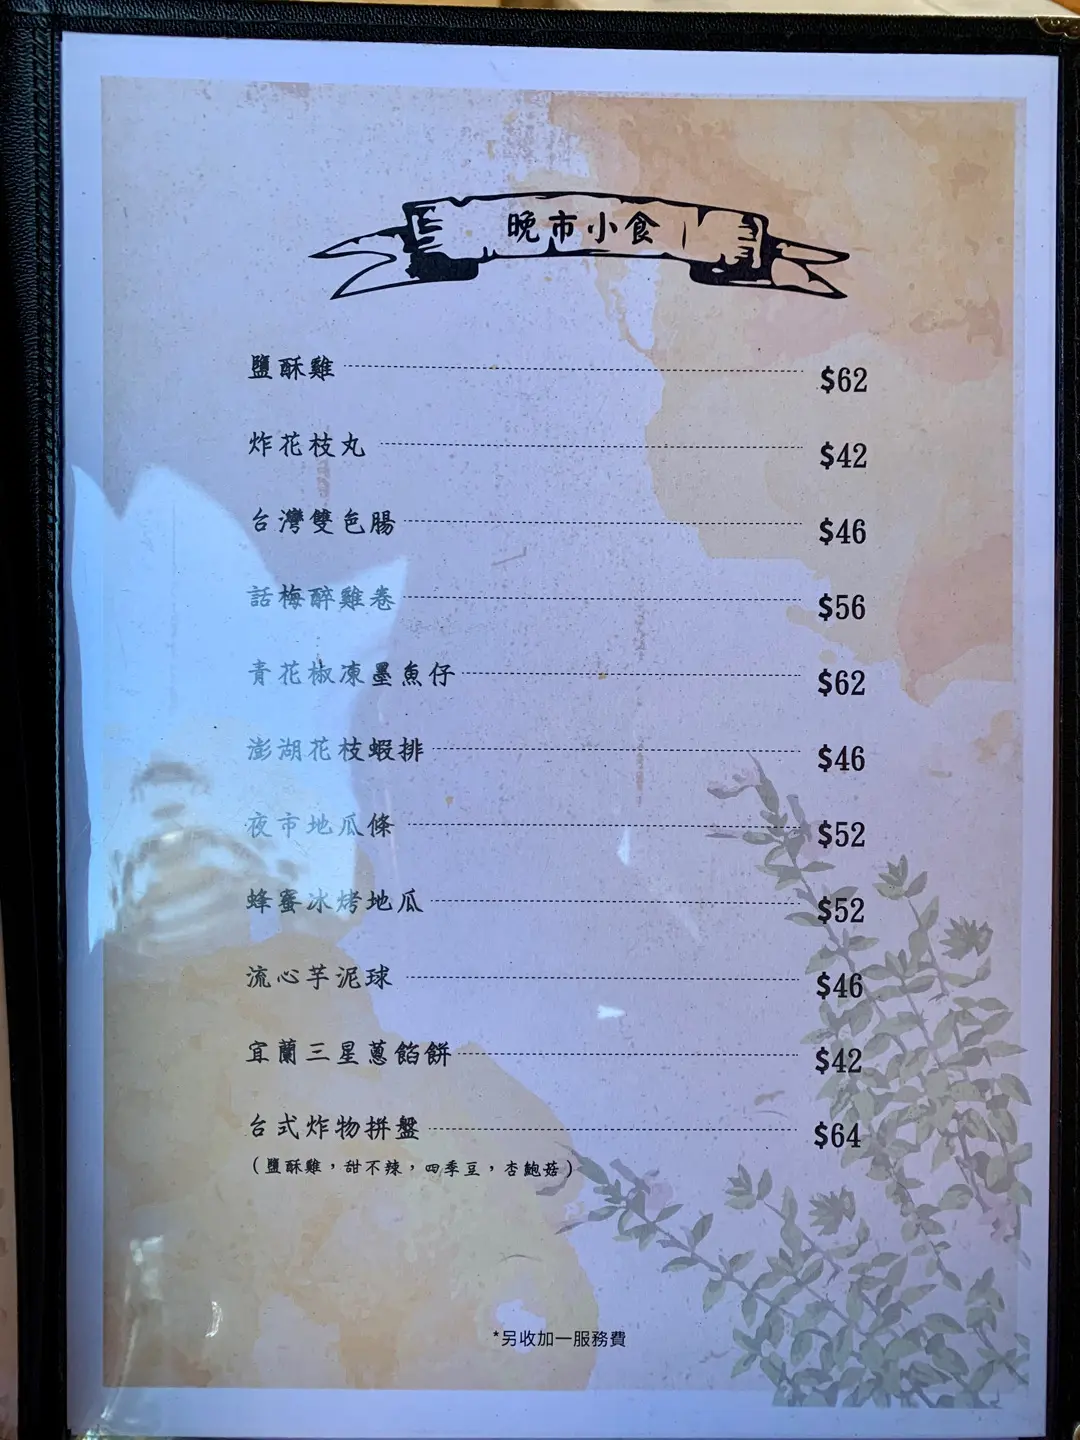 晚市小食
鹽酥雞 $62
炸花枝丸 $42
台灣雙色腸 $46
話梅醉雞卷 $56
青花椒凍墨魚仔 $62
澎湖花枝蝦排 $46
夜市地瓜條 $52
蜂蜜冰烤地瓜 $52
流心芋泥球 $46
宜蘭三星蔥餡餅 $42
台式炸物拼盤 $64
（鹽酥雞，甜不辣，四季豆，杏鮑菇）
*另收加一服務費